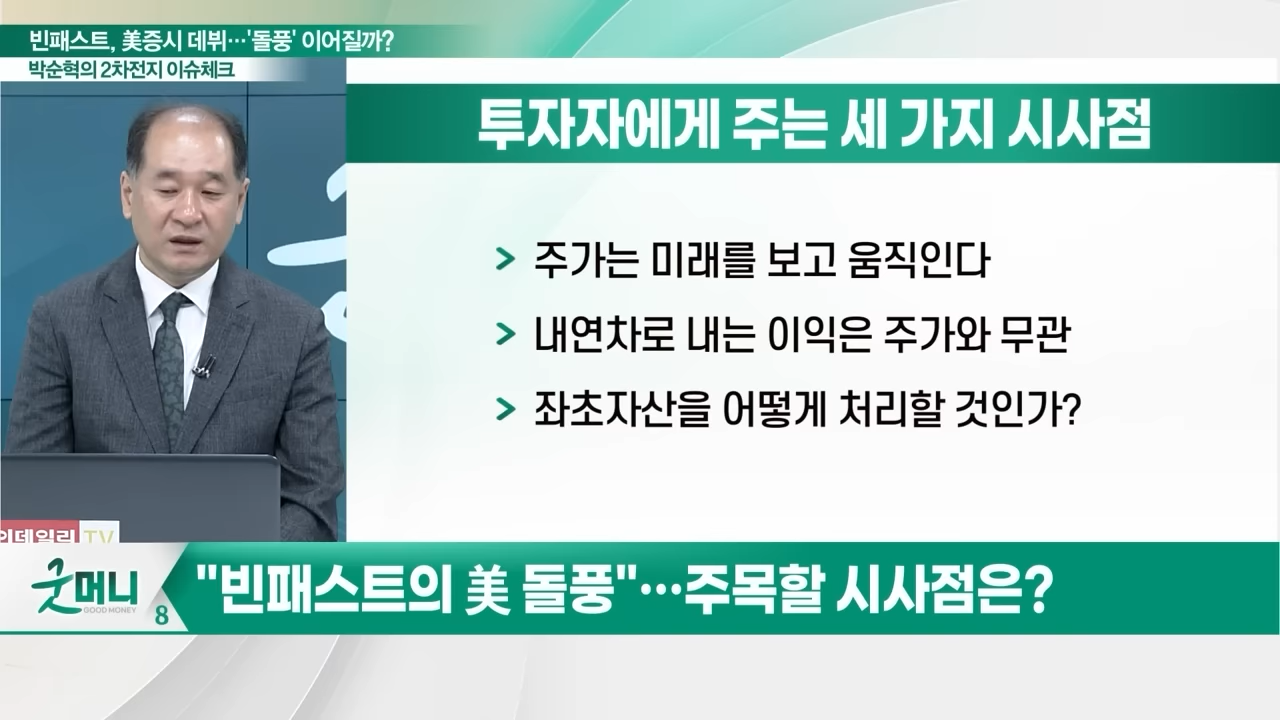 빈패스트, 美증시 데뷔…'돌풍' 이어질까?
박순혁의 2차전지 이슈체크
투자자에게 주는 세 가지 시사점
> 주가는 미래를 보고 움직인다
> 내연차로 내는 이익은 주가와 무관
> 좌초자산을 어떻게 처리할 것인가?
이데일리 TV
굿머니
GOOD MONEY
8
"빈패스트의 美 돌풍"…주목할 시사점은?